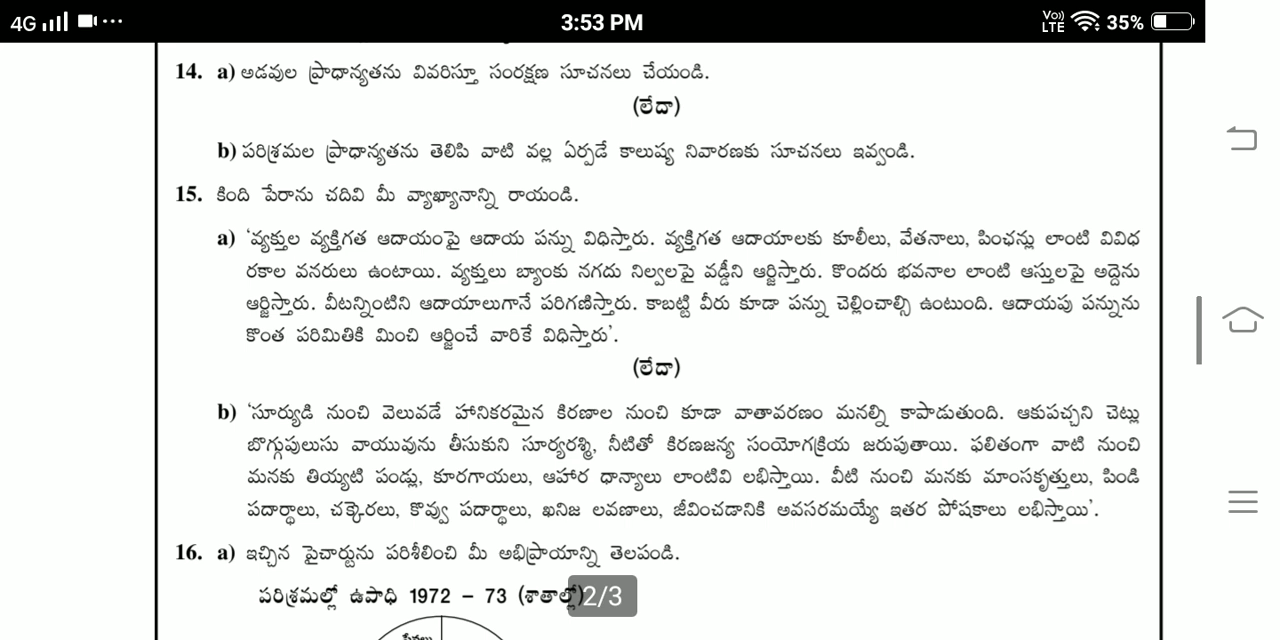 4G ... 3:53 PM Vo) LTE 35%
14. a) అడవుల ప్రాధాన్యతను వివరిస్తూ సంరక్షణ సూచనలు చేయండి.
(లేదా)
b) పరిశ్రమల ప్రాధాన్యతను తెలిపి వాటి వల్ల ఏర్పడే కాలుష్య నివారణకు సూచనలు ఇవ్వండి.
15. కింది పేరాను చదివి మీ వ్యాఖ్యానాన్ని రాయండి.
a) 'వ్యక్తుల వ్యక్తిగత ఆదాయంపై ఆదాయ పన్ను విధిస్తారు. వ్యక్తిగత ఆదాయాలకు కూలీలు, వేతనాలు, పింఛన్లు లాంటి వివిధ
రకాల వనరులు ఉంటాయి. వ్యక్తులు బ్యాంకు నగదు నిల్వలపై వడ్డీని ఆర్జిస్తారు. కొందరు భవనాల లాంటి ఆస్తులపై అద్దెను
ఆర్జిస్తారు. వీటన్నింటిని ఆదాయాలుగానే పరిగణిస్తారు. కాబట్టి వీరు కూడా పన్ను చెల్లించాల్సి ఉంటుంది. ఆదాయపు పన్నును
కొంత పరిమితికి మించి ఆర్జించే వారికే విధిస్తారు'.
(లేదా)
b) 'సూర్యుడి నుంచి వెలువడే హానికరమైన కిరణాల నుంచి కూడా వాతావరణం మనల్ని కాపాడుతుంది. ఆకుపచ్చని చెట్లు
బొగ్గుపులుసు వాయువును తీసుకుని సూర్యరశ్మి, నీటితో కిరణజన్య సంయోగక్రియ జరుపుతాయి. ఫలితంగా వాటి నుంచి
మనకు తియ్యటి పండ్లు, కూరగాయలు, ఆహార ధాన్యాలు లాంటివి లభిస్తాయి. వీటి నుంచి మనకు మాంసకృత్తులు, పిండి
పదార్థాలు, చక్కెరలు, కొవ్వు పదార్థాలు, ఖనిజ లవణాలు, జీవించడానికి అవసరమయ్యే ఇతర పోషకాలు లభిస్తాయి'.
16. a) ఇచ్చిన పైచార్టును పరిశీలించి మీ అభిప్రాయాన్ని తెలపండి.
పరిశ్రమల్లో ఉపాధి 1972 – 73 (శాతాల్లో) 2/3